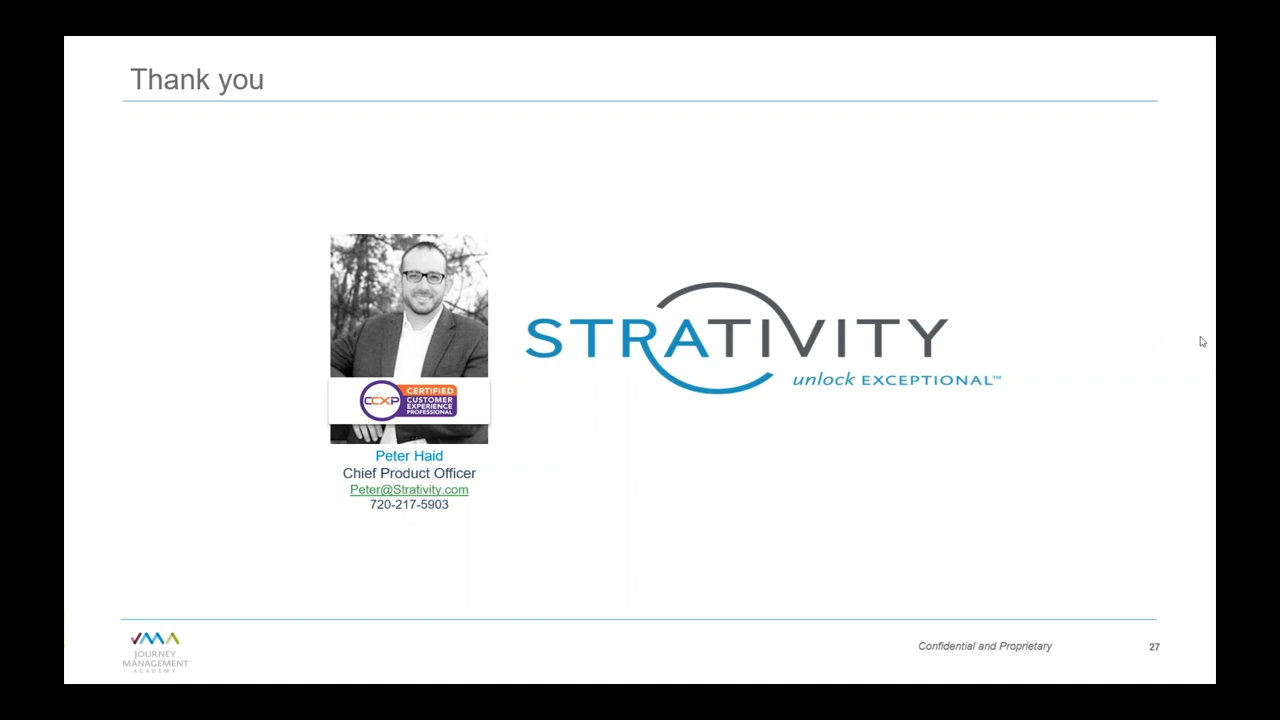 Thank you
STRATIVITY
unlock EXCEPTIONAL™
CCXP
CERTIFIED
CUSTOMER
EXPERIENCE
PROFESSIONAL
Peter Haid
Chief Product Officer
Peter@Strativity.com
720-217-5903
JMA
JOURNEY
MANAGEMENT
ACADEMY
Confidential and Proprietary
27